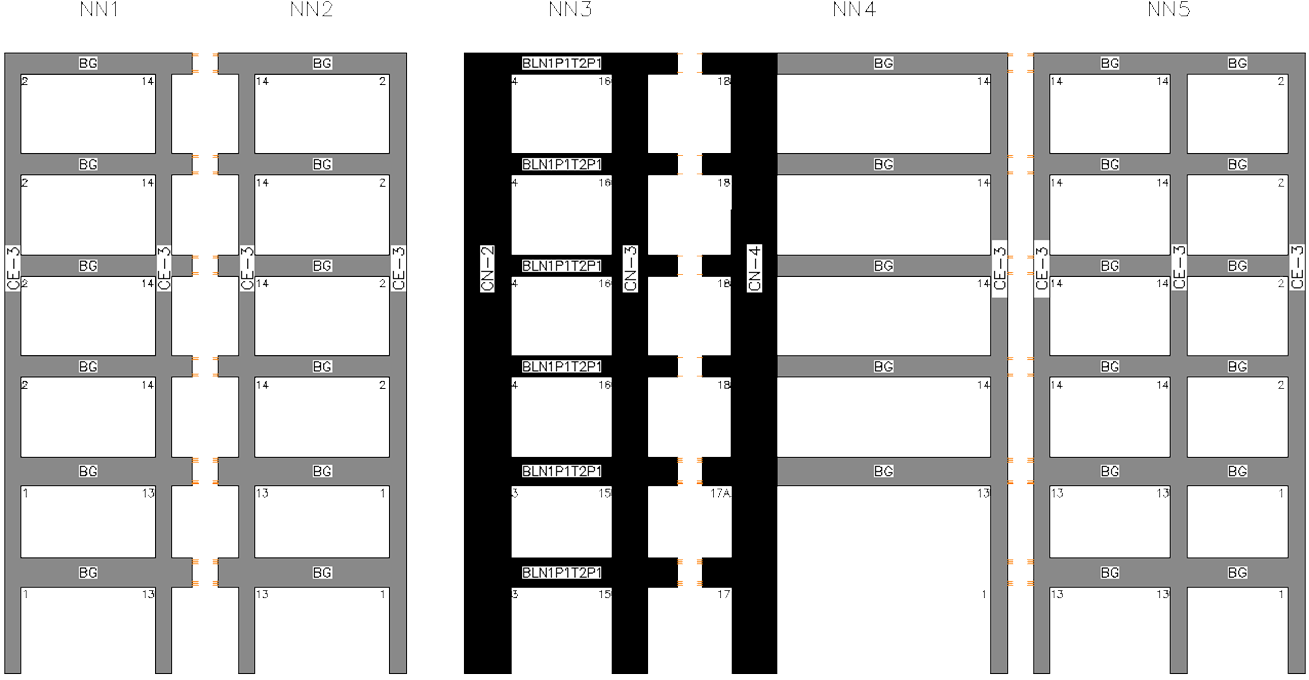 NN1 NN2 NN3 NN4 NN5
BG BG BLN1P1T2P1 BG BG BG
2 14 14 2 4 16 18 14 14 14 2
BG BG BLN1P1T2P1 BG BG BG
2 14 14 2 4 16 18 14 14 14 2
CE-3 CE-3 CE-3 CE-3 CN-2 CN-3 CN-4 CE-3 CE-3 CE-3 CE-3
BG BG BLN1P1T2P1 BG BG BG
2 14 14 2 4 16 18 14 14 14 2
BG BG BLN1P1T2P1 BG BG BG
2 14 14 2 4 16 18 14 14 14 2
BG BG BLN1P1T2P1 BG BG BG
1 13 13 1 3 15 17A 13 13 13 1
BG BG BLN1P1T2P1 BG BG
1 13 13 1 3 15 17 1 13 13 1